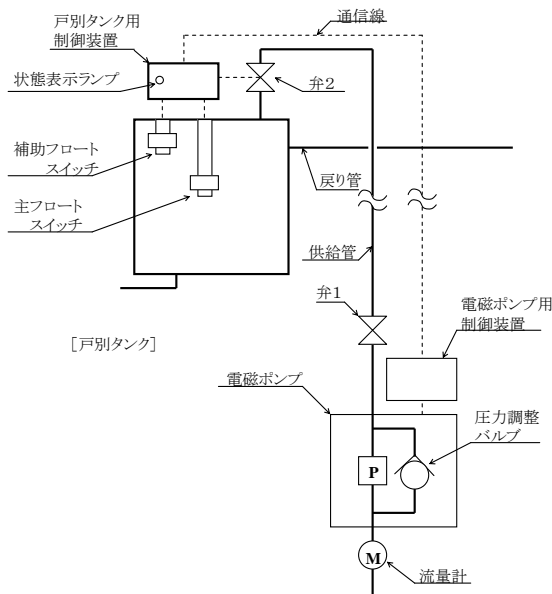 戸別タンク用
制御装置
通信線
状態表示ランプ
弁2
補助フロート
スイッチ
戻り管
主フロート
スイッチ
供給管
弁1
電磁ポンプ用
制御装置
[戸別タンク]
電磁ポンプ
圧力調整
バルブ
P
M
流量計